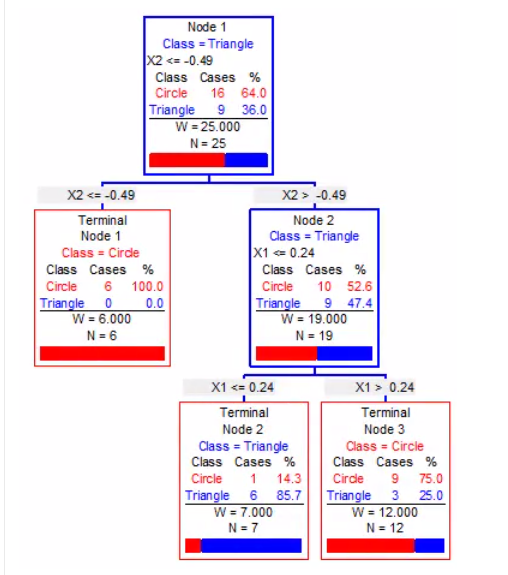 Node 1
Class = Triangle
X2 <= -0.49
Class Cases %
Circle 16 64.0
Triangle 9 36.0
W = 25.000
N = 25
X2 <= -0.49
X2 > -0.49
Terminal
Node 1
Class = Circle
Class Cases %
Circle 6 100.0
Triangle 0 0.0
W = 6.000
N = 6
Node 2
Class = Triangle
X1 <= 0.24
Class Cases %
Circle 10 52.6
Triangle 9 47.4
W = 19.000
N = 19
X1 <= 0.24
X1 > 0.24
Terminal
Node 2
Class = Triangle
Class Cases %
Circle 1 14.3
Triangle 6 85.7
W = 7.000
N = 7
Terminal
Node 3
Class = Circle
Class Cases %
Circle 9 75.0
Triangle 3 25.0
W = 12.000
N = 12